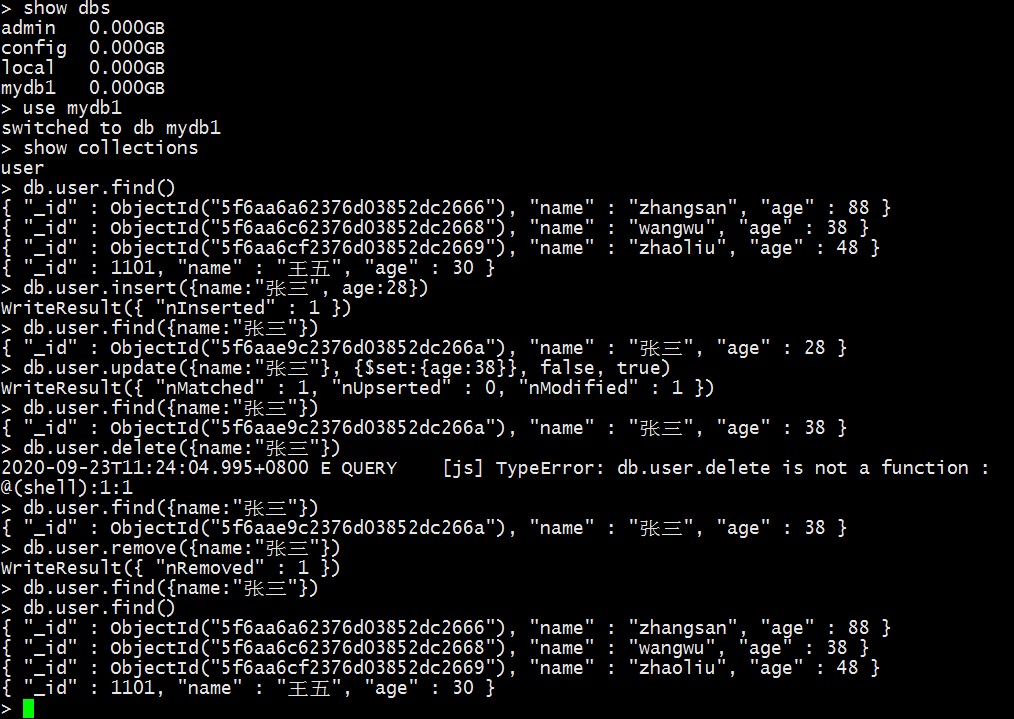 > show dbs
admin   0.000GB
config  0.000GB
local   0.000GB
mydb1   0.000GB
> use mydb1
switched to db mydb1
> show collections
user
> db.user.find()
{ "_id" : ObjectId("5f6aa6a62376d03852dc2666"), "name" : "zhangsan", "age" : 88 }
{ "_id" : ObjectId("5f6aa6c62376d03852dc2668"), "name" : "wangwu", "age" : 38 }
{ "_id" : ObjectId("5f6aa6cf2376d03852dc2669"), "name" : "zhaoliu", "age" : 48 }
{ "_id" : 1101, "name" : "王五", "age" : 30 }
> db.user.insert({name:"张三", age:28})
WriteResult({ "nInserted" : 1 })
> db.user.find({name:"张三"})
{ "_id" : ObjectId("5f6aae9c2376d03852dc266a"), "name" : "张三", "age" : 28 }
> db.user.update({name:"张三"}, {$set:{age:38}}, false, true)
WriteResult({ "nMatched" : 1, "nUpserted" : 0, "nModified" : 1 })
> db.user.find({name:"张三"})
{ "_id" : ObjectId("5f6aae9c2376d03852dc266a"), "name" : "张三", "age" : 38 }
> db.user.delete({name:"张三"})
2020-09-23T11:24:04.995+0800 E QUERY    [js] TypeError: db.user.delete is not a function :
@(shell):1:1
> db.user.find({name:"张三"})
{ "_id" : ObjectId("5f6aae9c2376d03852dc266a"), "name" : "张三", "age" : 38 }
> db.user.remove({name:"张三"})
WriteResult({ "nRemoved" : 1 })
> db.user.find({name:"张三"})
> db.user.find()
{ "_id" : ObjectId("5f6aa6a62376d03852dc2666"), "name" : "zhangsan", "age" : 88 }
{ "_id" : ObjectId("5f6aa6c62376d03852dc2668"), "name" : "wangwu", "age" : 38 }
{ "_id" : ObjectId("5f6aa6cf2376d03852dc2669"), "name" : "zhaoliu", "age" : 48 }
{ "_id" : 1101, "name" : "王五", "age" : 30 }
>